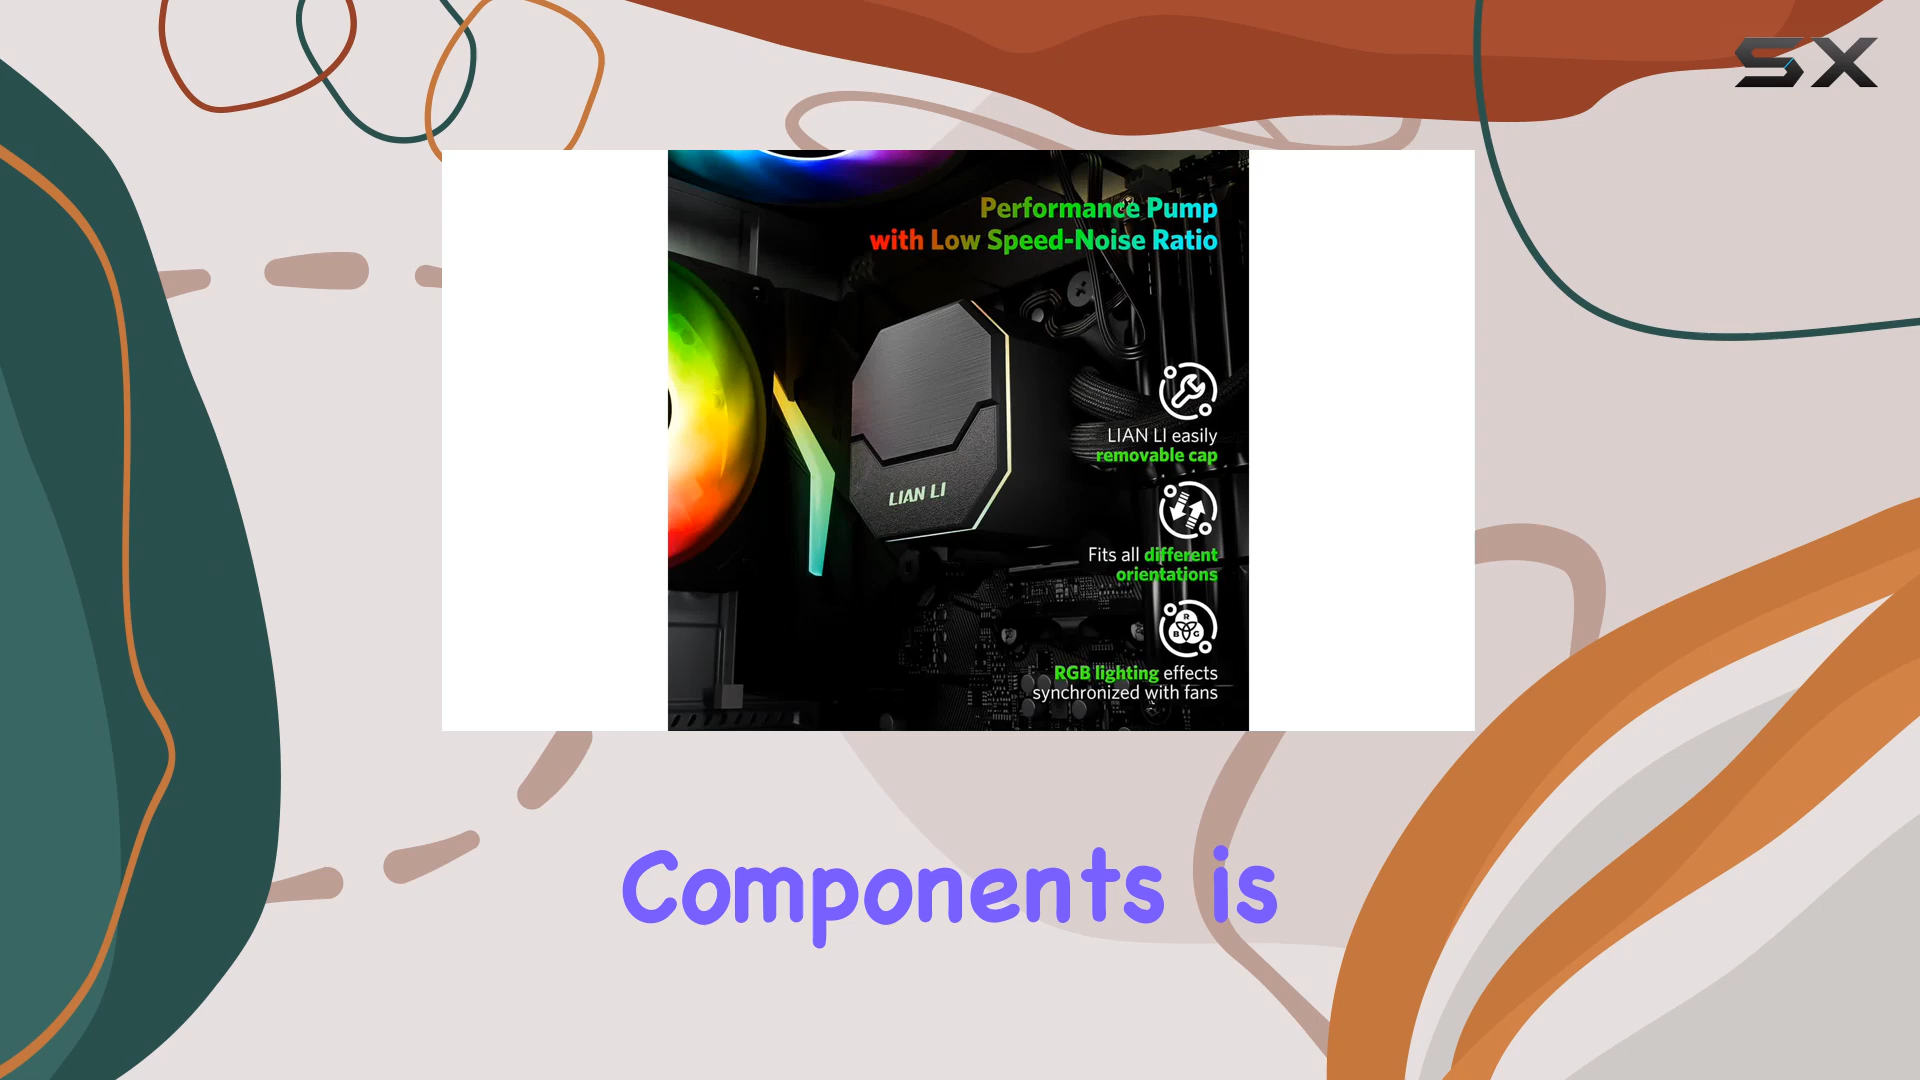 SX
Performance Pump
with Low Speed-Noise Ratio
LIAN LI easily
removable cap
Fits all different
orientations
R
B G
RGB lighting effects
synchronized with fans
LIAN LI
Components is